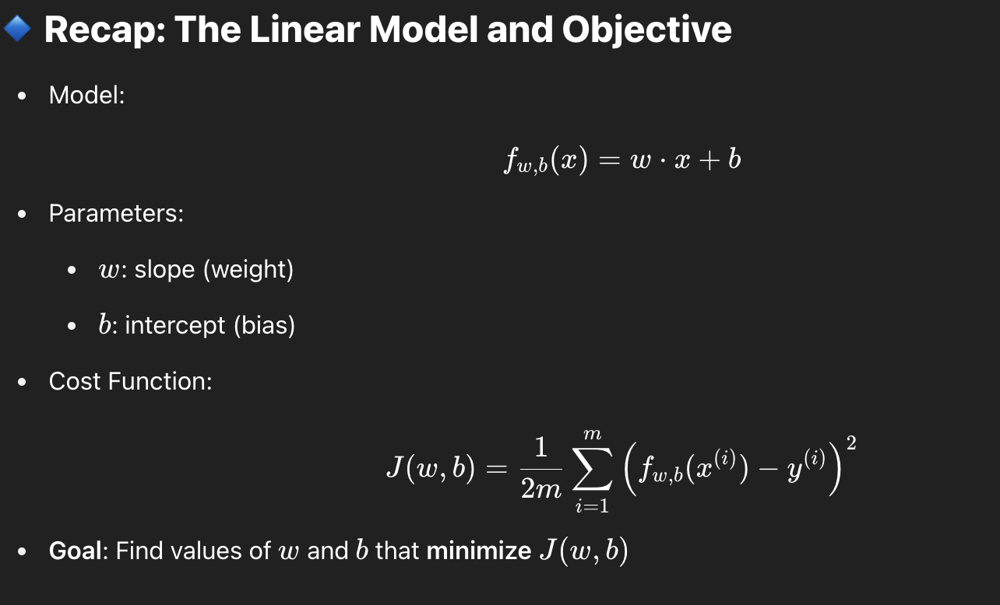 🔷 Recap: The Linear Model and Objective
• Model:
f_{w,b}(x) = w · x + b
• Parameters:
• w: slope (weight)
• b: intercept (bias)
• Cost Function:
J(w, b) = \frac{1}{2m} \sum_{i=1}^{m} \left( f_{w,b}(x^{(i)}) − y^{(i)} \right)^2
• Goal: Find values of w and b that minimize J(w, b)